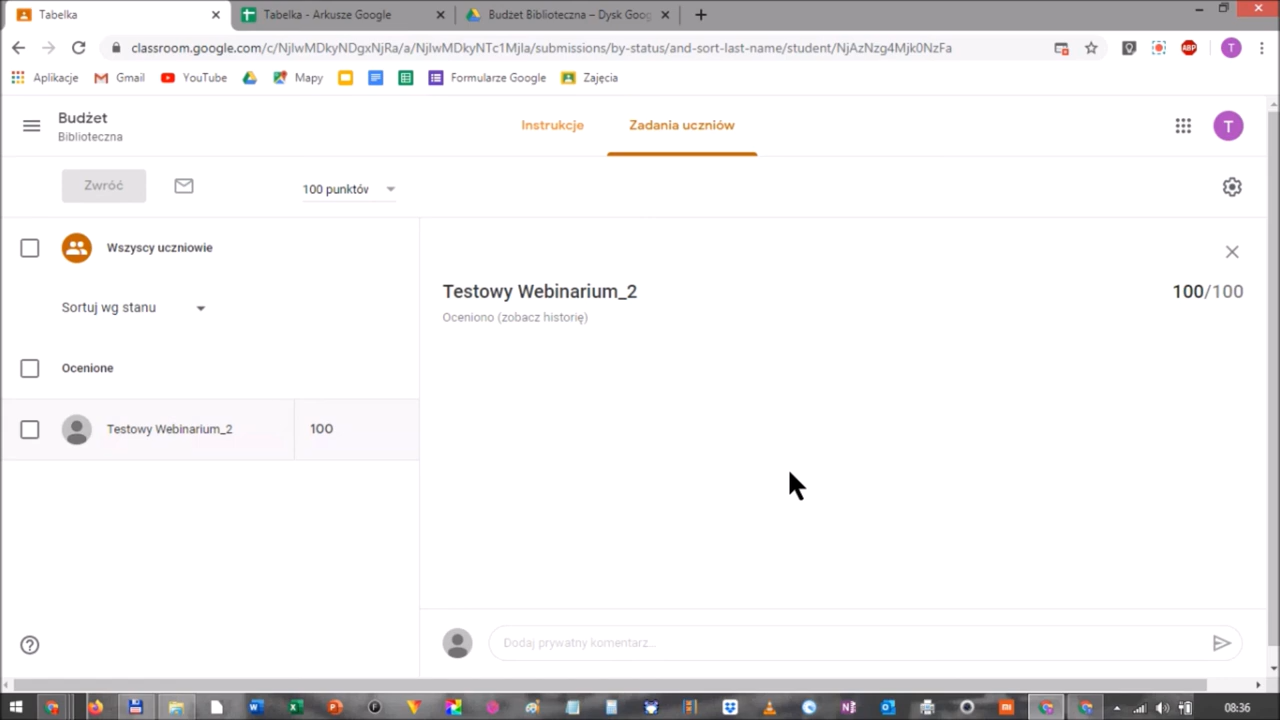 Tabelka
Tabelka - Arkusze Google
Budżet Biblioteczna – Dysk Goog
classroom.google.com/c/NjIwMDkyNDgxNjRa/a/NjIwMDkyNTc1MjIa/submissions/by-status/and-sort-last-name/student/NjAzNzg4Mjk0NzFa
ABP
T
Aplikacje
Gmail
YouTube
Mapy
Formularze Google
Zajęcia
Budżet
Biblioteczna
Instrukcje
Zadania uczniów
T
Zwróć
100 punktów
Wszyscy uczniowie
Sortuj wg stanu
Ocenione
Testowy Webinarium_2
100
Testowy Webinarium_2
100/100
Oceniono (zobacz historię)
Dodaj prywatny komentarz...
08:36